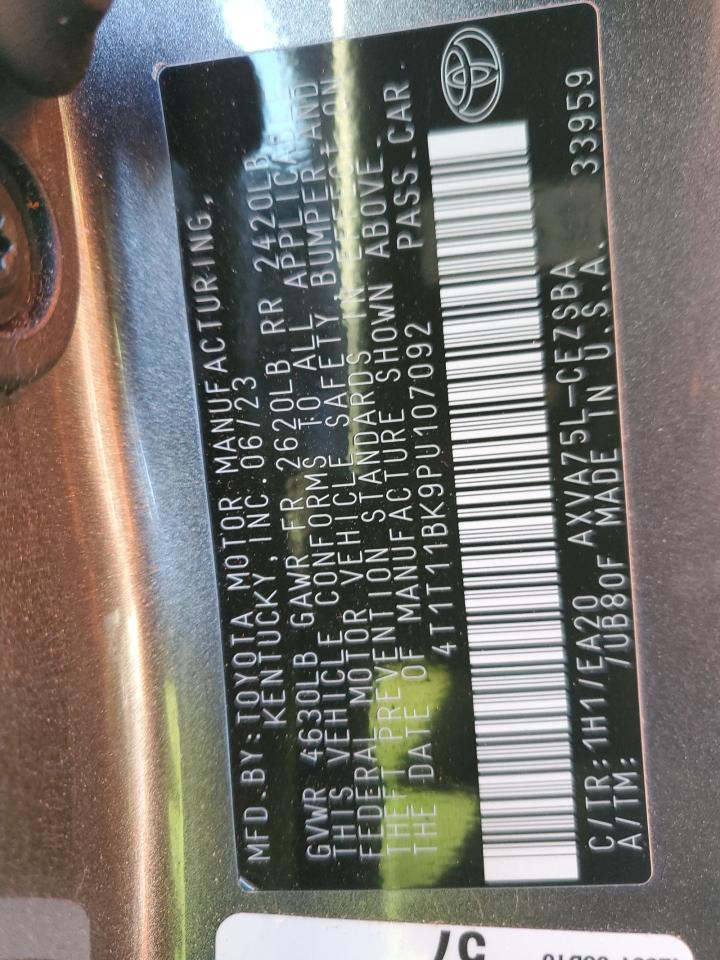 MFD.BY:TOYOTA MOTOR MANUFACTURING,
KENTUCKY, INC.06/23
GVWR 4630LB GAWR FR 2620LB RR 2420LB
THIS VEHICLE CONFORMS TO ALL APPLICABLE
FEDERAL MOTOR VEHICLE SAFETY BUMPER AND
THEFT PREVENTION STANDARDS IN EFFECT ON
THE DATE OF MANUFACTURE SHOWN ABOVE.
4T1T11BK9PU107092 PASS.CAR.
C/TR:1H1/EA20 AXVA75L-CEZSBA 33959
A/TM: /UB80F MADE IN U.S.A.
57